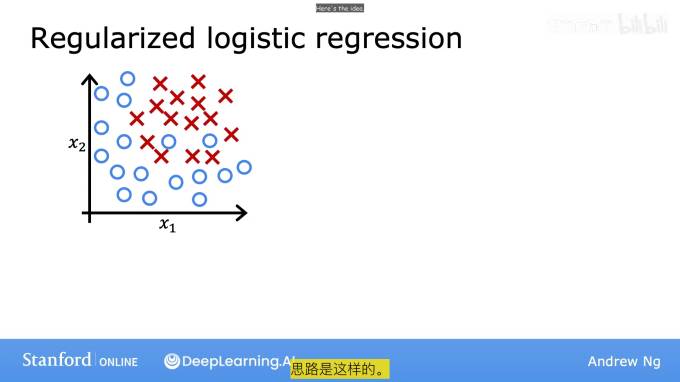 Here's the idea.
bilibili
Regularized logistic regression
x₂
x₁
Stanford ONLINE
DeepLearning.AI
Andrew Ng
思路是这样的。